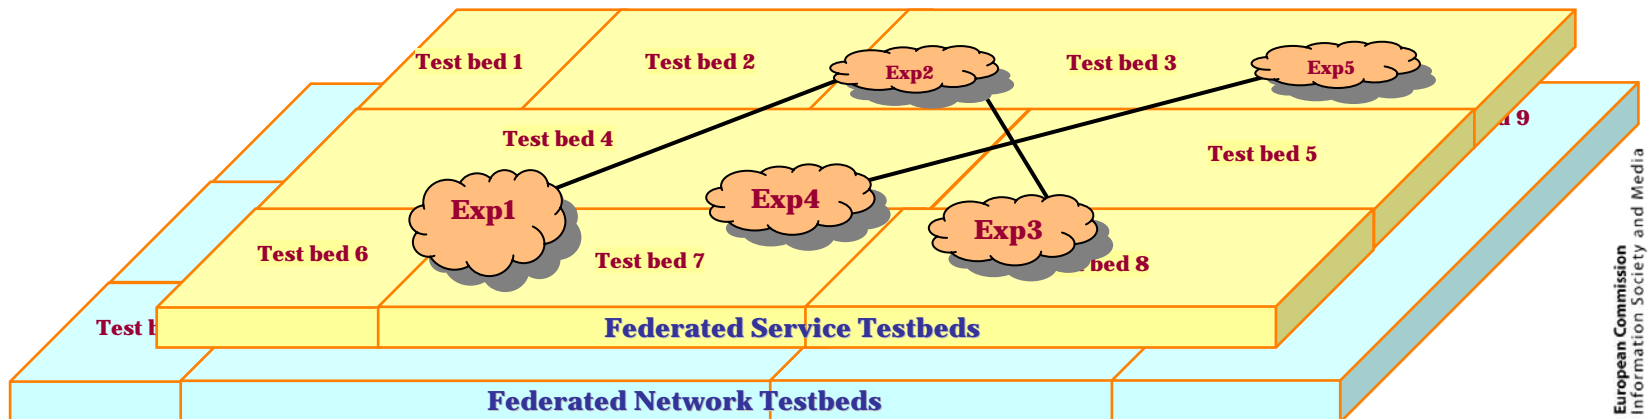 Test bed 1
Test bed 2
Exp2
Test bed 3
Exp5
9
Test bed 4
Test bed 5
Exp1
Exp4
Exp3
Test bed 6
Test bed 7
bed 8
Test
Federated Service Testbeds
Federated Network Testbeds
European Commission
Information Society and Media